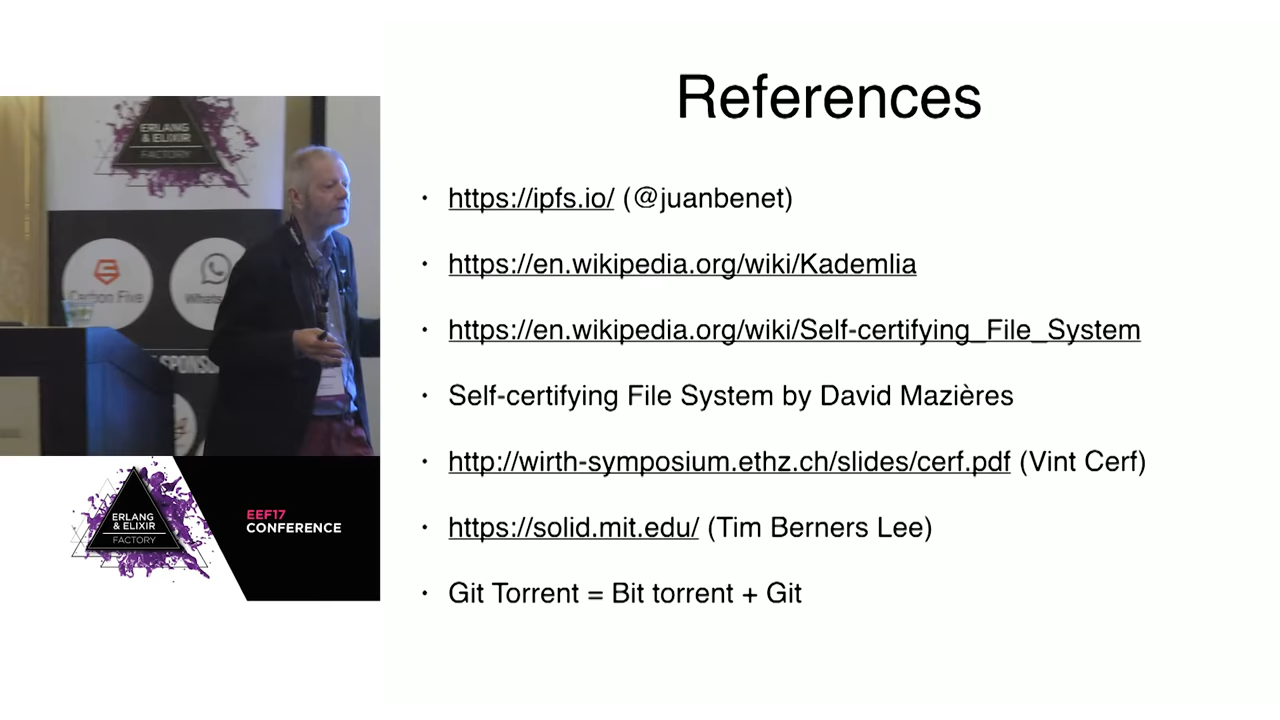 References
• https://ipfs.io/ (@juanbenet)
• https://en.wikipedia.org/wiki/Kademlia
• https://en.wikipedia.org/wiki/Self-certifying_File_System
• Self-certifying File System by David Mazières
• http://wirth-symposium.ethz.ch/slides/cerf.pdf (Vint Cerf)
• https://solid.mit.edu/ (Tim Berners Lee)
• Git Torrent = Bit torrent + Git
ERLANG
& ELIXIR
FACTORY
Carbon Five
ERLANG
& ELIXIR
FACTORY
EEF17
CONFERENCE